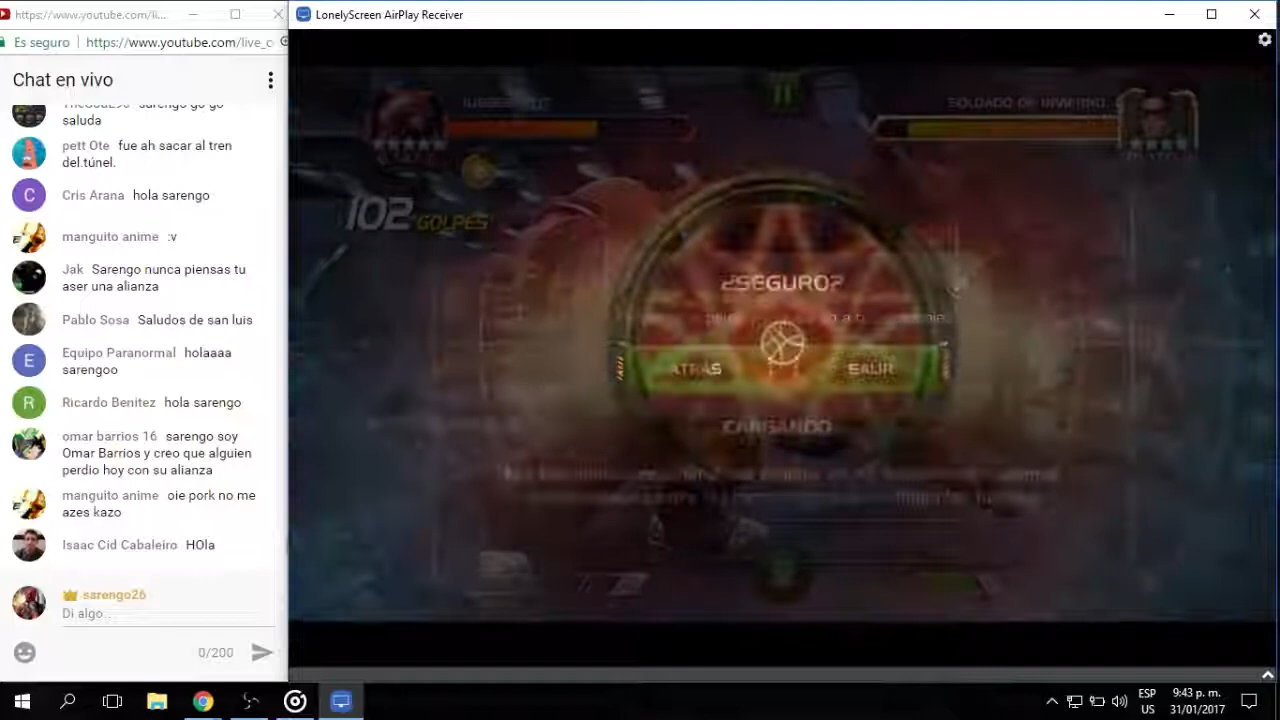 https://www.youtube.com/li...
LonelyScreen AirPlay Receiver
Es seguro
https://www.youtube.com/live_c
Chat en vivo
saluda
pett Ote fue ah sacar al tren
del.túnel.
Cris Arana hola sarengo
manguito anime :v
Jak Sarengo nunca piensas tu
aser una alianza
Pablo Sosa Saludos de san luis
Equipo Paranormal holaaaa
sarengoo
Ricardo Benitez hola sarengo
omar barrios 16 sarengo soy
Omar Barrios y creo que alguien
perdio hoy con su alianza
manguito anime oie pork no me
azes kazo
Isaac Cid Cabaleiro HOla
sarengo26
Di algo...
0/200
SOLDADO DE INVIERNO
102 GOLPES
¿SEGURO?
ATRÁS
SALIR
CARGANDO
ESP
US
9:43 p. m.
31/01/2017